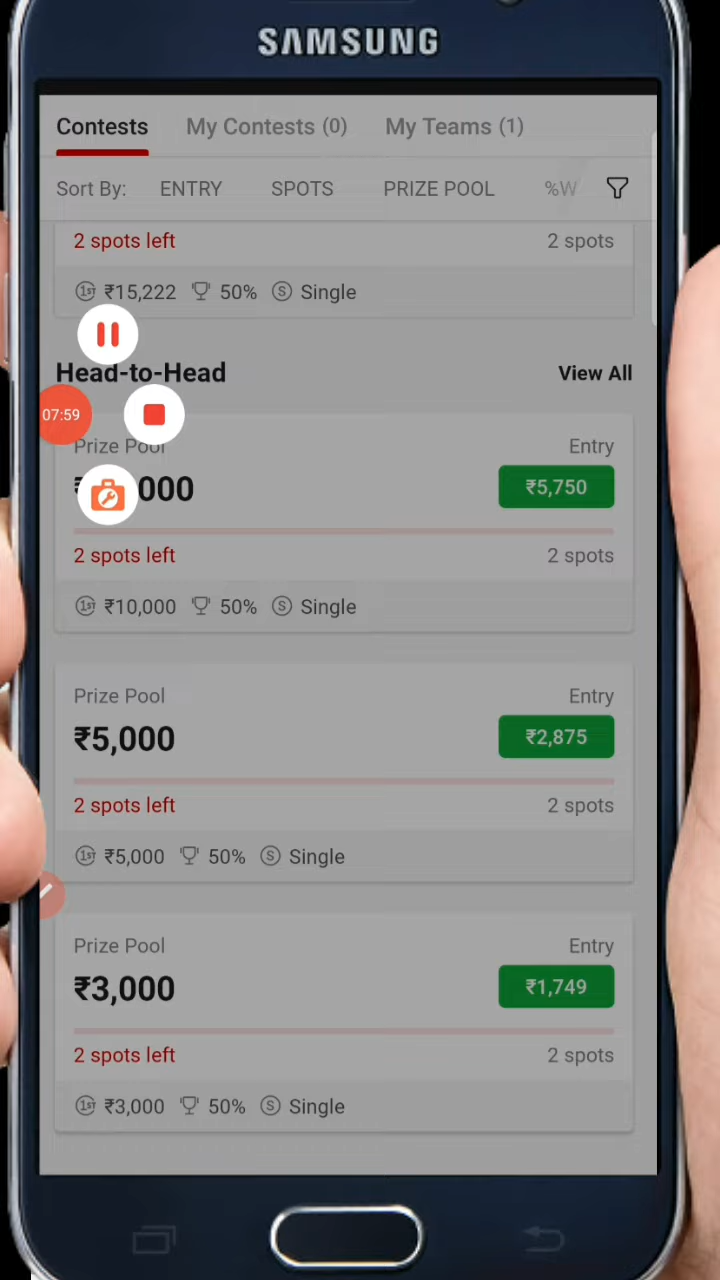 SAMSUNG
Contests My Contests (0) My Teams (1)
Sort By: ENTRY SPOTS PRIZE POOL %W
2 spots left 2 spots
1ST ₹15,222 50% S Single
Head-to-Head View All
07:59
Prize Pool Entry
000 ₹5,750
2 spots left 2 spots
1ST ₹10,000 50% S Single
Prize Pool Entry
₹5,000 ₹2,875
2 spots left 2 spots
1ST ₹5,000 50% S Single
Prize Pool Entry
₹3,000 ₹1,749
2 spots left 2 spots
1ST ₹3,000 50% S Single